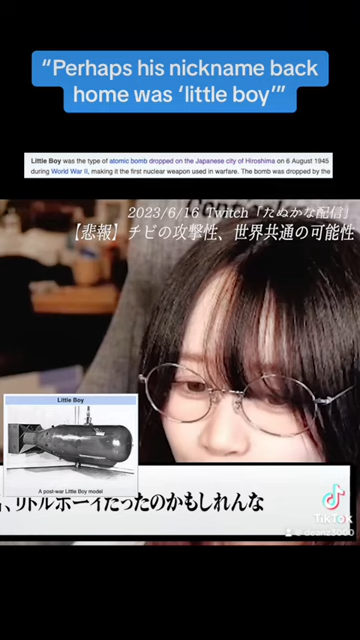 “Perhaps his nickname back
home was ‘little boy’”
Little Boy was the type of atomic bomb dropped on the Japanese city of Hiroshima on 6 August 1945
during World War II, making it the first nuclear weapon used in warfare. The bomb was dropped by the
2023/6/16 Twitch「たぬかな配信」
【悲報】チビの攻撃性、世界共通の可能性
Little Boy
A post-war Little Boy model
、リトルボーイだったのかもしれんな
TikTok